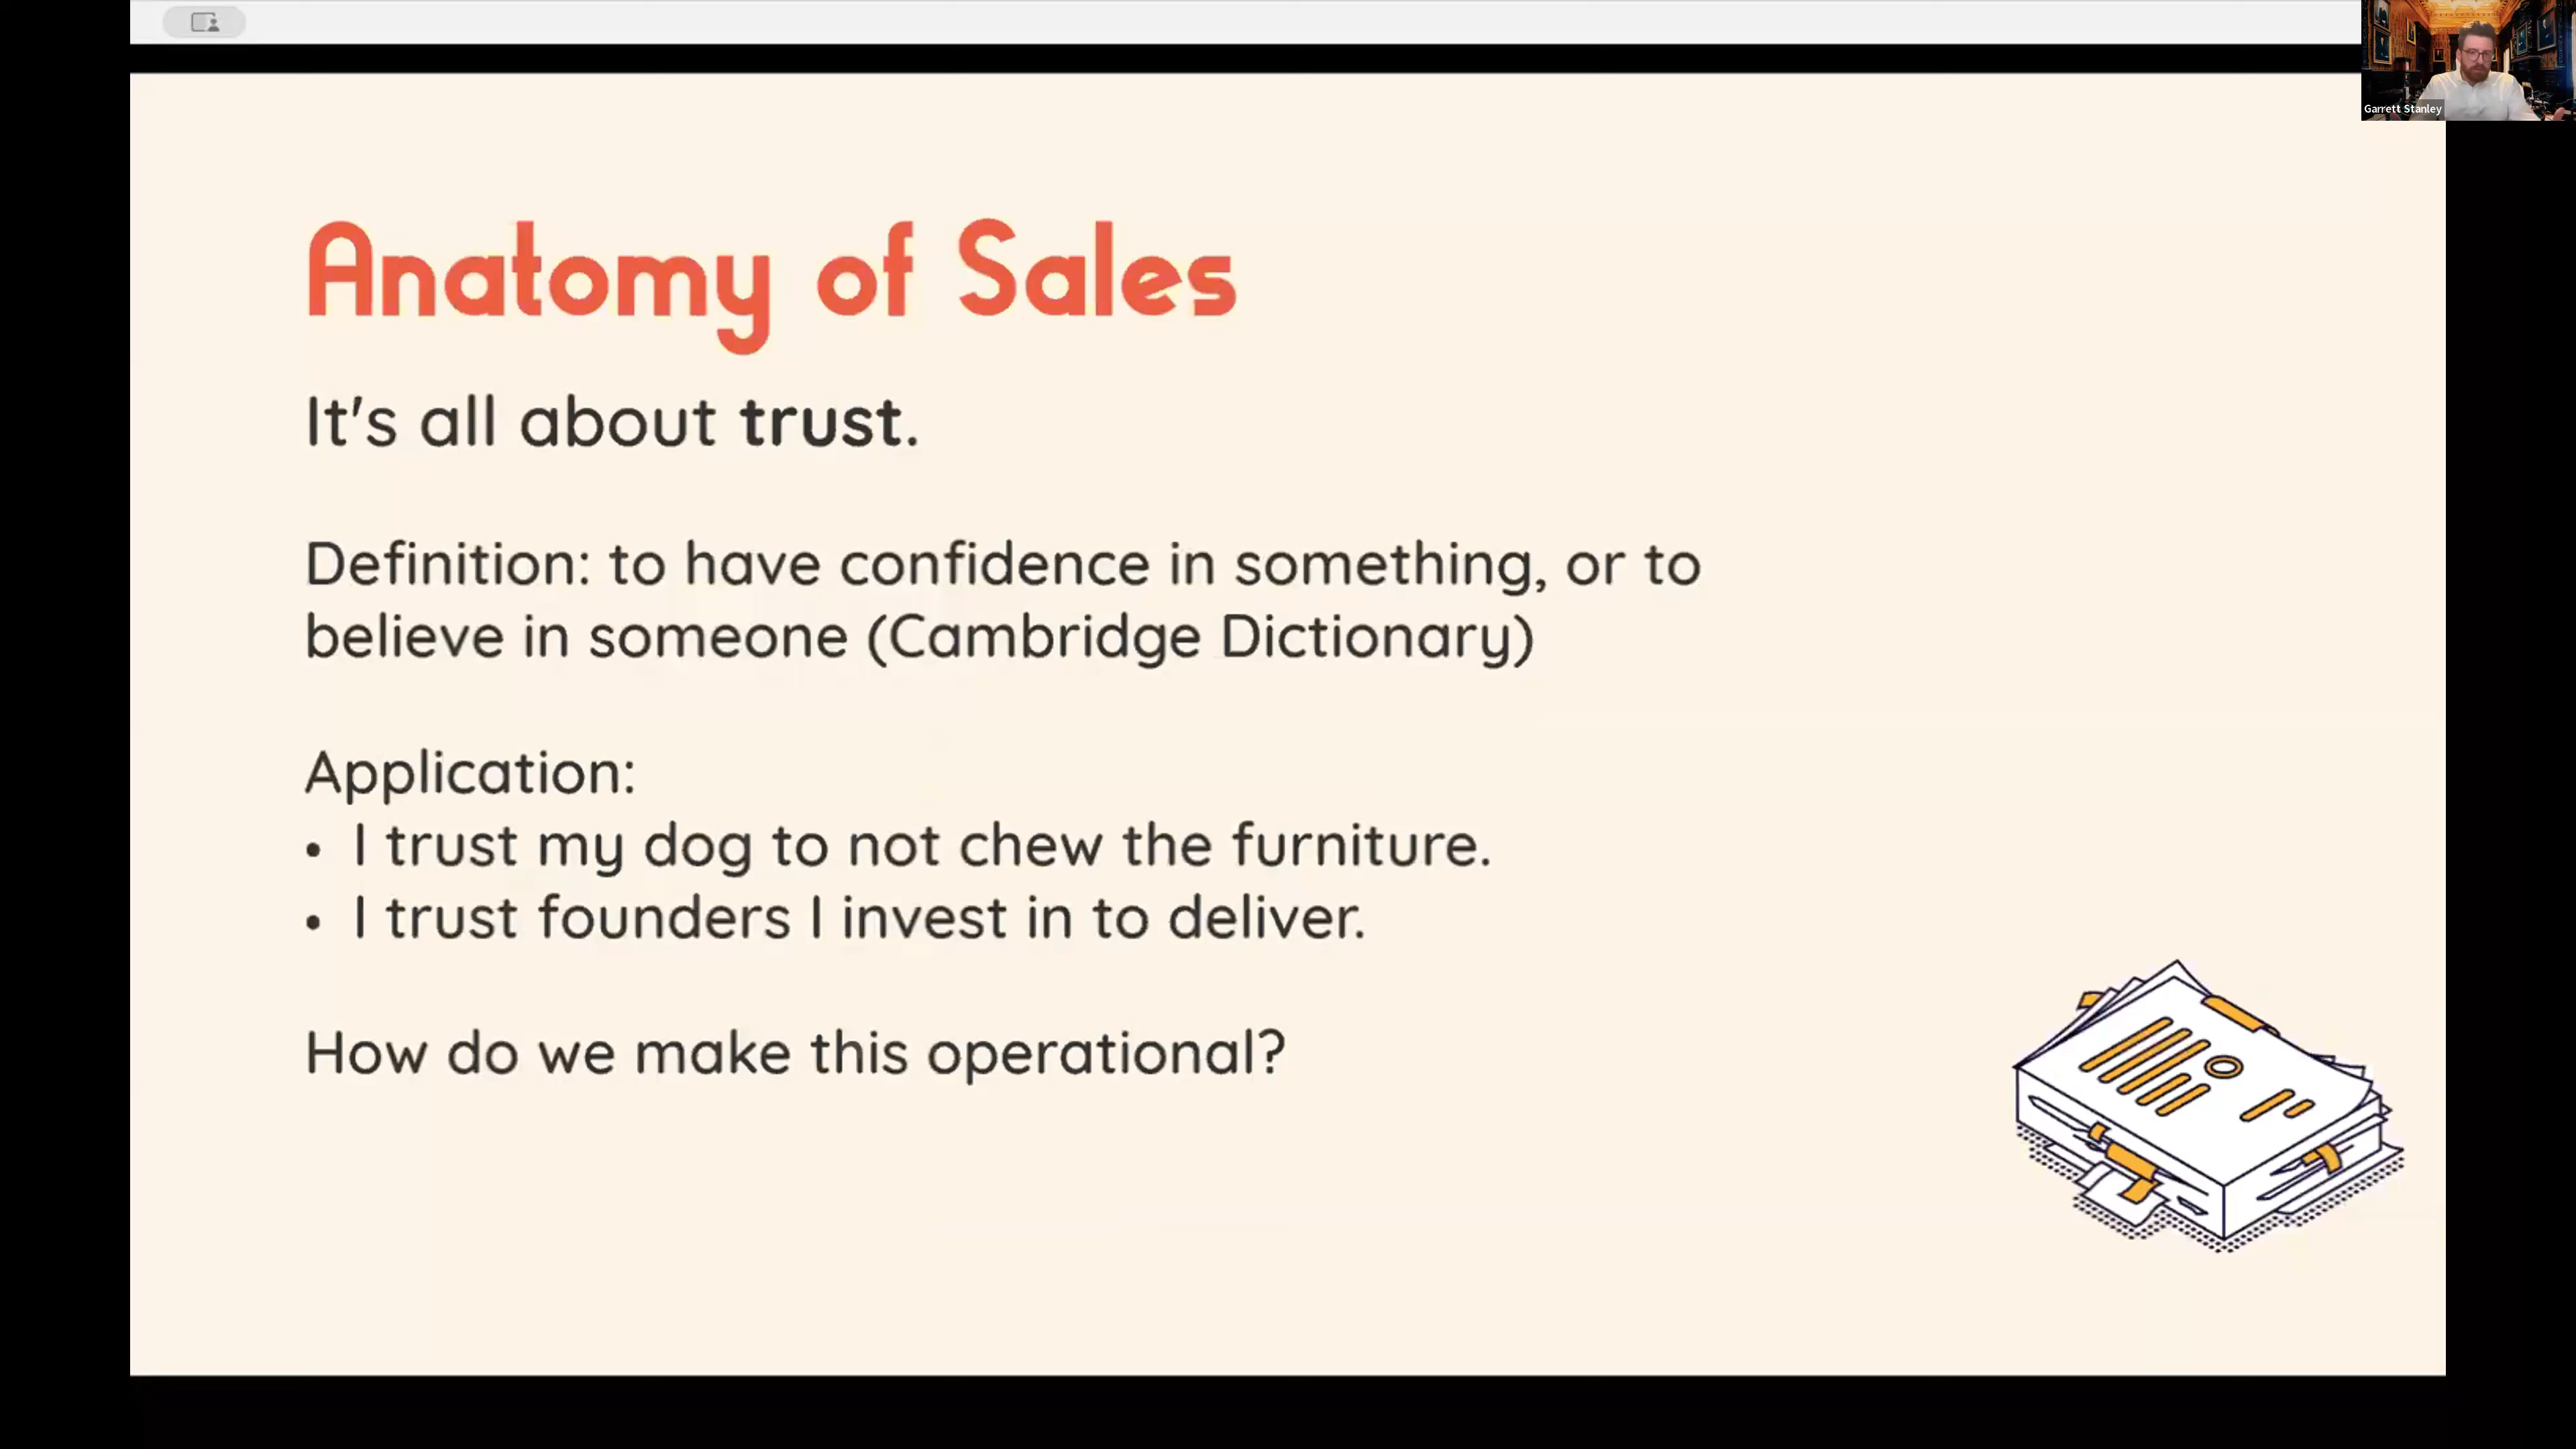 Garrett Stanley
Anatomy of Sales
It's all about trust.
Definition: to have confidence in something, or to
believe in someone (Cambridge Dictionary)
Application:
• I trust my dog to not chew the furniture.
• I trust founders I invest in to deliver.
How do we make this operational?